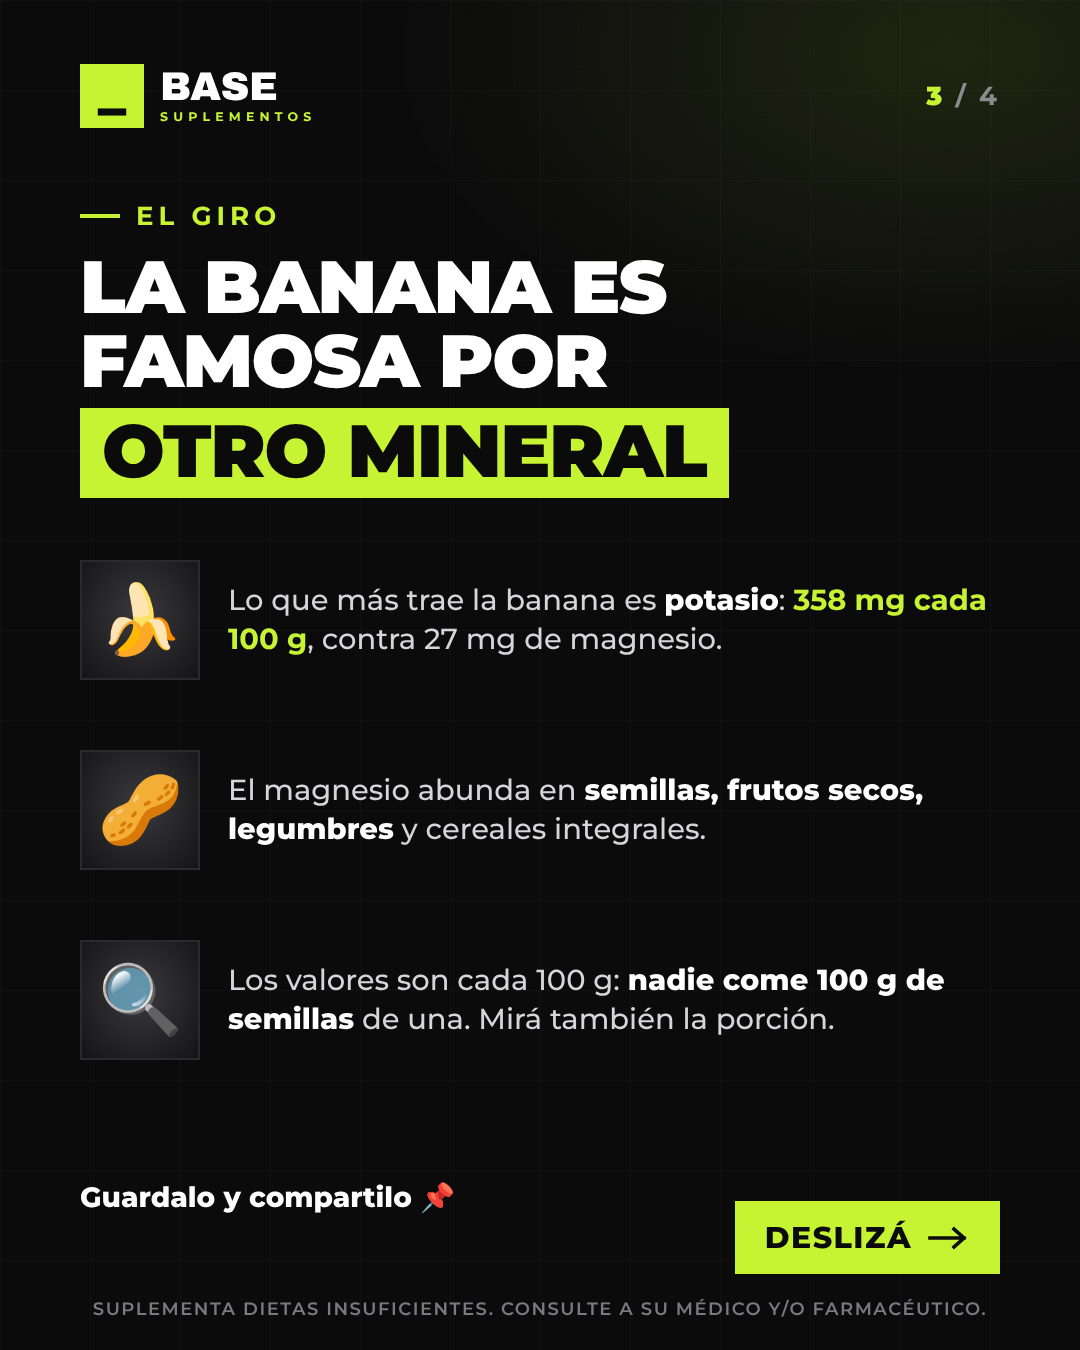 BASE
SUPLEMENTOS
3 / 4
EL GIRO
LA BANANA ES
FAMOSA POR
OTRO MINERAL
Lo que más trae la banana es potasio: 358 mg cada
100 g, contra 27 mg de magnesio.
El magnesio abunda en semillas, frutos secos,
legumbres y cereales integrales.
Los valores son cada 100 g: nadie come 100 g de
semillas de una. Mirá también la porción.
Guardalo y compartilo 📌
DESLIZÁ →
SUPLEMENTA DIETAS INSUFICIENTES. CONSULTE A SU MÉDICO Y/O FARMACÉUTICO.